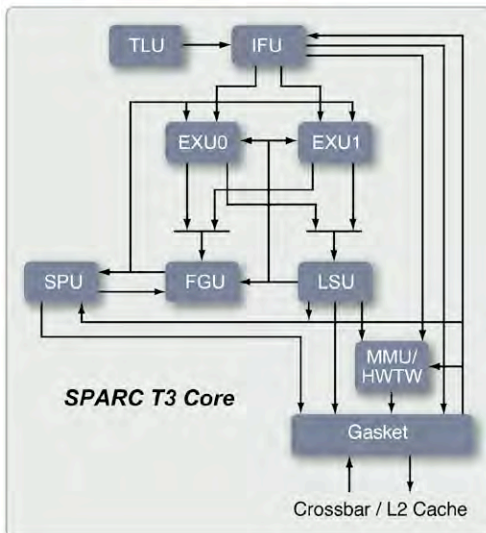 TLU
IFU
EXU0
EXU1
SPU
FGU
LSU
MMU/
HWTW
SPARC T3 Core
Gasket
Crossbar / L2 Cache